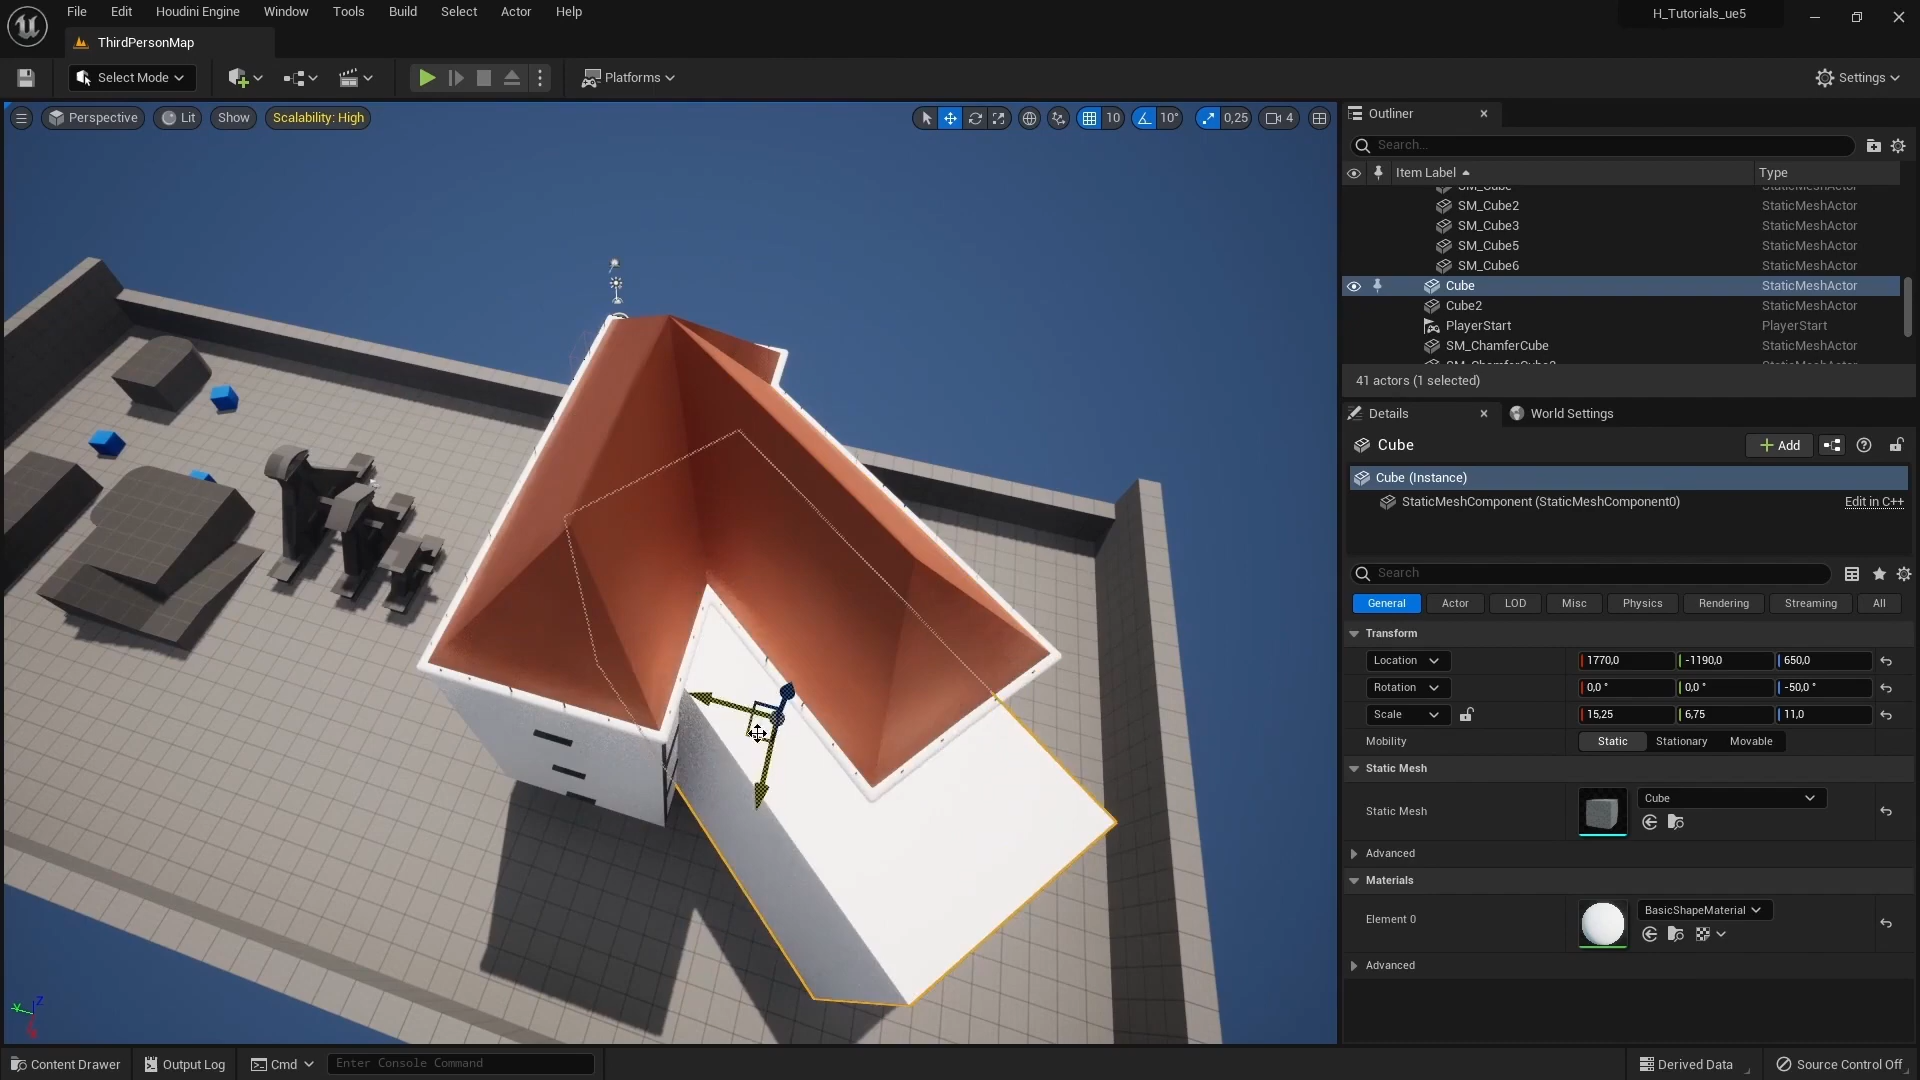 File Edit Houdini Engine Window Tools Build Select Actor Help
H_Tutorials_ue5
ThirdPersonMap
Select Mode
Platforms
Settings
Perspective Lit Show Scalability: High
10 10° 0,25 4
Outliner
Search...
Item Label Type
SM_Cube StaticMeshActor
SM_Cube2 StaticMeshActor
SM_Cube3 StaticMeshActor
SM_Cube5 StaticMeshActor
SM_Cube6 StaticMeshActor
Cube StaticMeshActor
Cube2 StaticMeshActor
PlayerStart PlayerStart
SM_ChamferCube StaticMeshActor
41 actors (1 selected)
Details World Settings
Cube
Add
Cube (Instance)
StaticMeshComponent (StaticMeshComponent0) Edit in C++
Search
General Actor LOD Misc Physics Rendering Streaming All
Transform
Location 1770,0 -1190,0 650,0
Rotation 0,0 ° 0,0 ° -50,0 °
Scale 15,25 6,75 11,0
Mobility Static Stationary Movable
Static Mesh
Static Mesh Cube
Advanced
Materials
Element 0 BasicShapeMaterial
Advanced
Y Z
Content Drawer Output Log Cmd Enter Console Command
Derived Data Source Control Off